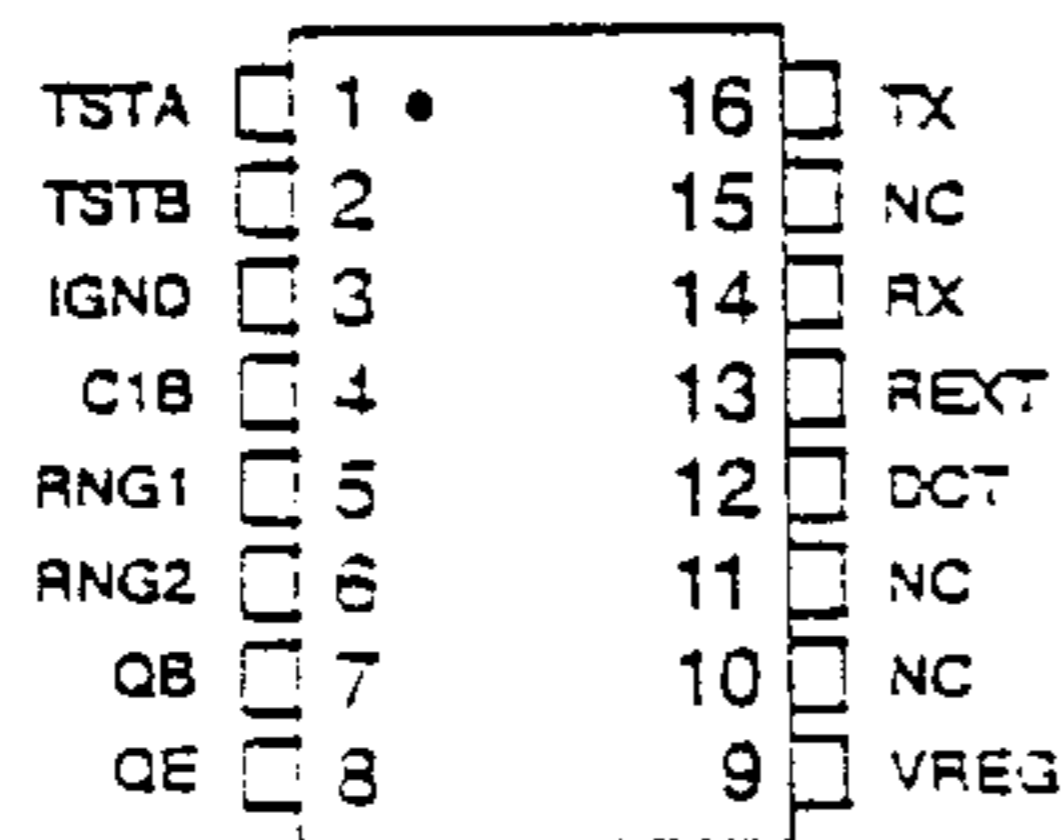 TSTA 1 16 TX
TSTB 2 15 NC
IGND 3 14 RX
C1B 4 13 REXT
RNG1 5 12 DCT
RNG2 6 11 NC
QB 7 10 NC
QE 8 9 VREG